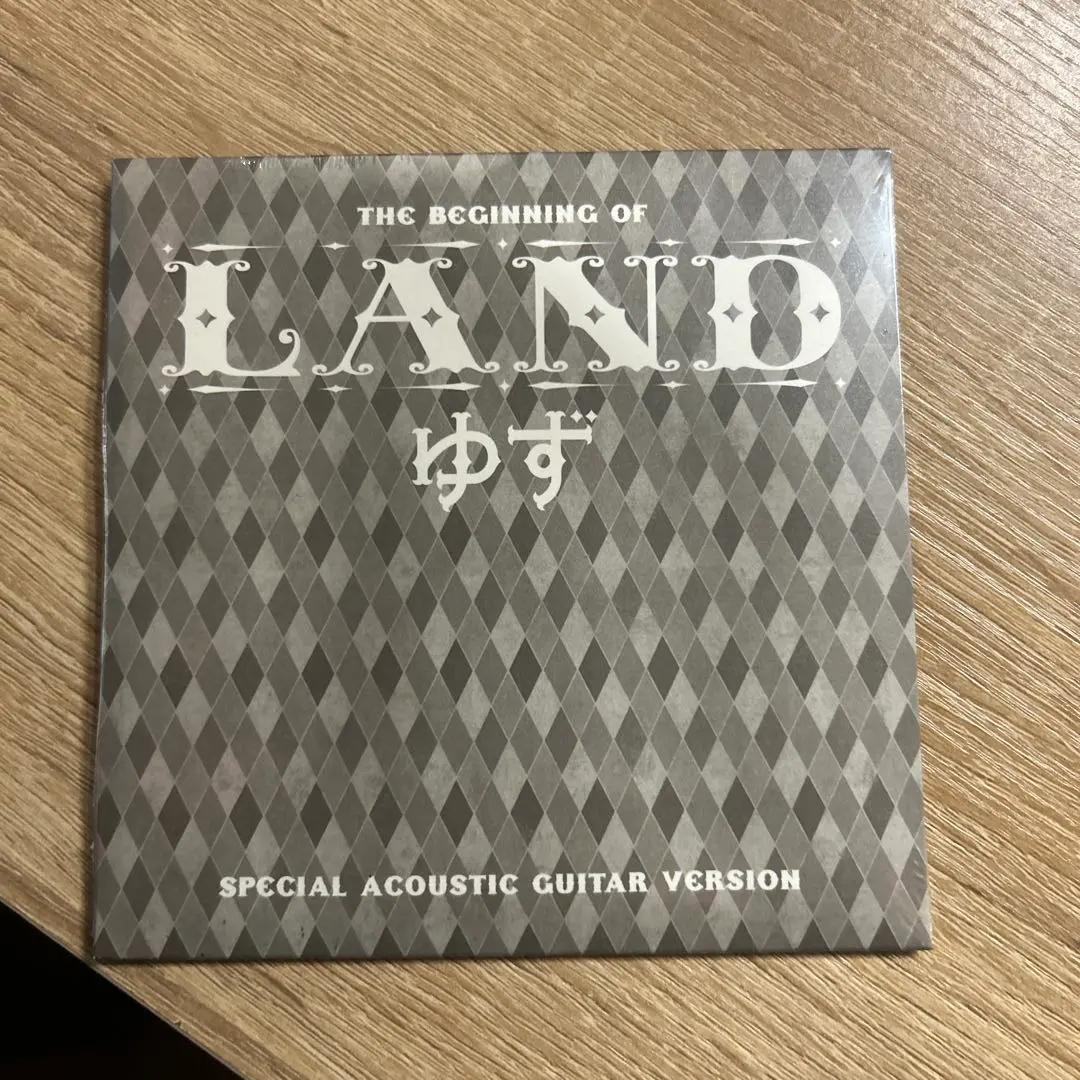 THE BEGINNING OF
LAND
ゆず
SPECIAL ACOUSTIC GUITAR VERSION